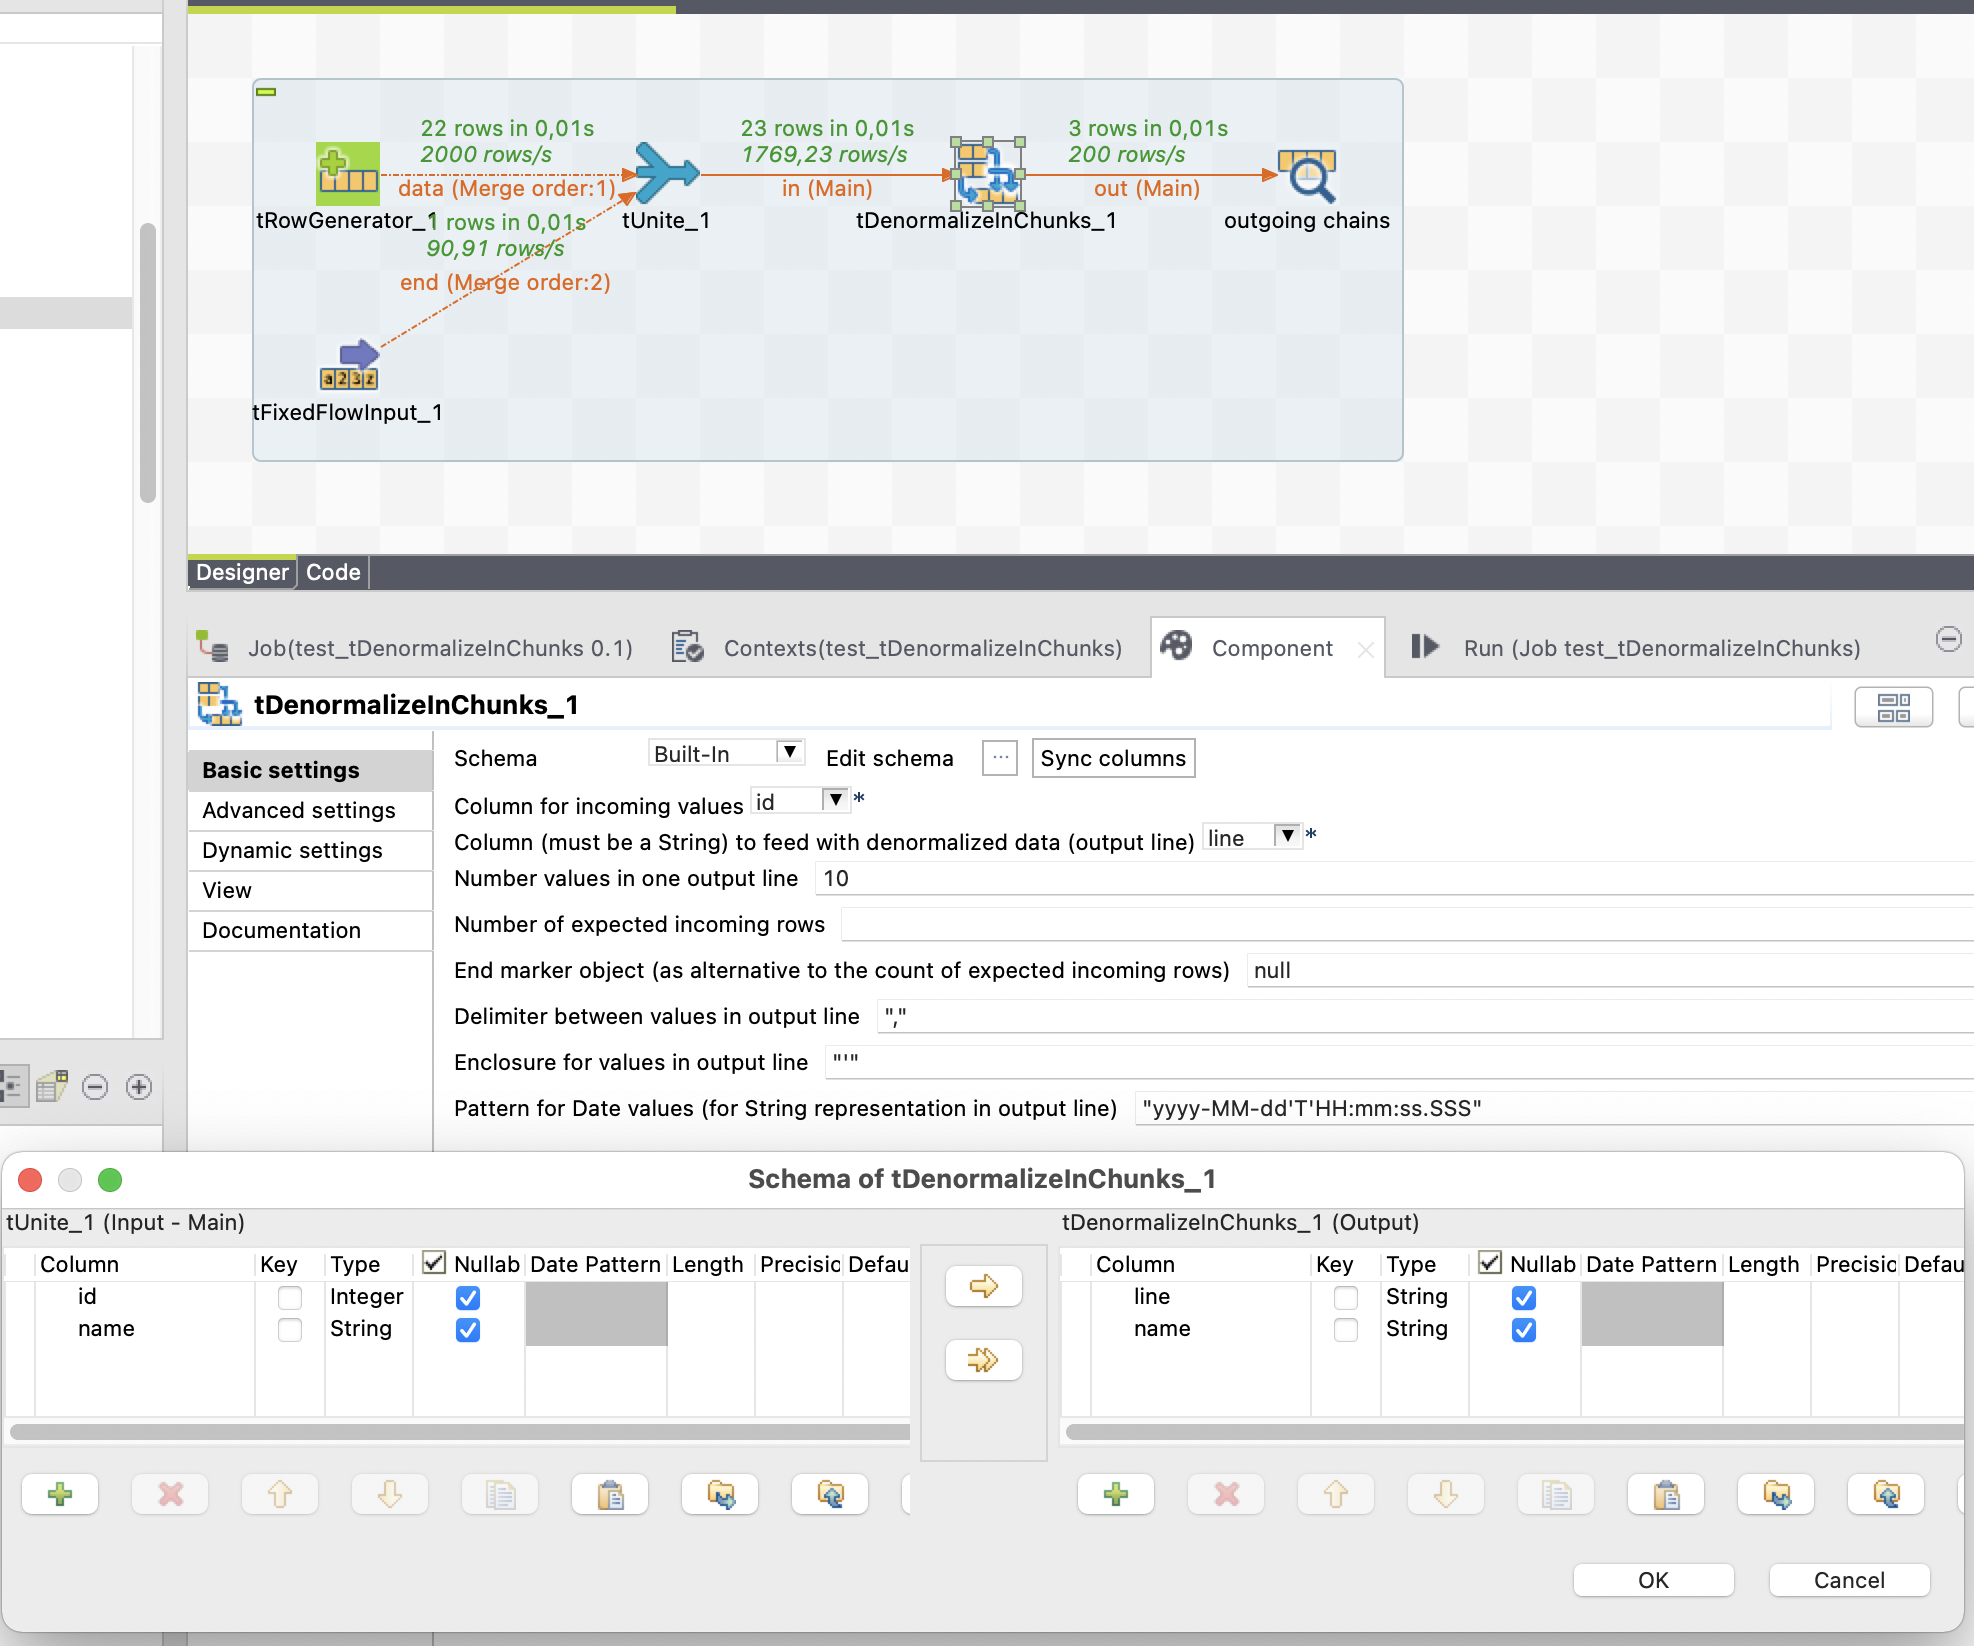 22 rows in 0,01s
2000 rows/s
data (Merge order:1)
23 rows in 0,01s
1769,23 rows/s
in (Main)
3 rows in 0,01s
200 rows/s
out (Main)
tRowGenerator_1
1 rows in 0,01s
90,91 rows/s
end (Merge order:2)
tUnite_1
tDenormalizeInChunks_1
outgoing chains
a23z
tFixedFlowInput_1
Designer
Code
Job(test_tDenormalizeInChunks 0.1)
Contexts(test_tDenormalizeInChunks)
Component
Run (Job test_tDenormalizeInChunks)
tDenormalizeInChunks_1
Basic settings
Advanced settings
Dynamic settings
View
Documentation
Schema Built-In Edit schema ... Sync columns
Column for incoming values id *
Column (must be a String) to feed with denormalized data (output line) line *
Number values in one output line 10
Number of expected incoming rows
End marker object (as alternative to the count of expected incoming rows) null
Delimiter between values in output line ","
Enclosure for values in output line "'"
Pattern for Date values (for String representation in output line) "yyyy-MM-dd'T'HH:mm:ss.SSS"
Schema of tDenormalizeInChunks_1
tUnite_1 (Input - Main)
Column Key Type Nullab Date Pattern Length Precisio Defau
id Integer
name String
tDenormalizeInChunks_1 (Output)
Column Key Type Nullab Date Pattern Length Precisio Defau
line String
name String
OK
Cancel